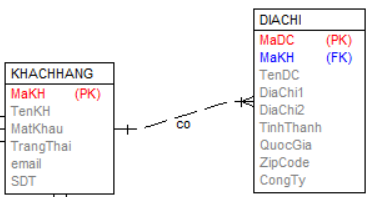 DIACHI
MaDC (PK)
MaKH (FK)
TenDC
DiaChi1
DiaChi2
TinhThanh
QuocGia
ZipCode
CongTy
KHACHHANG
MaKH (PK)
TenKH
MatKhau
TrangThai
email
SDT
co